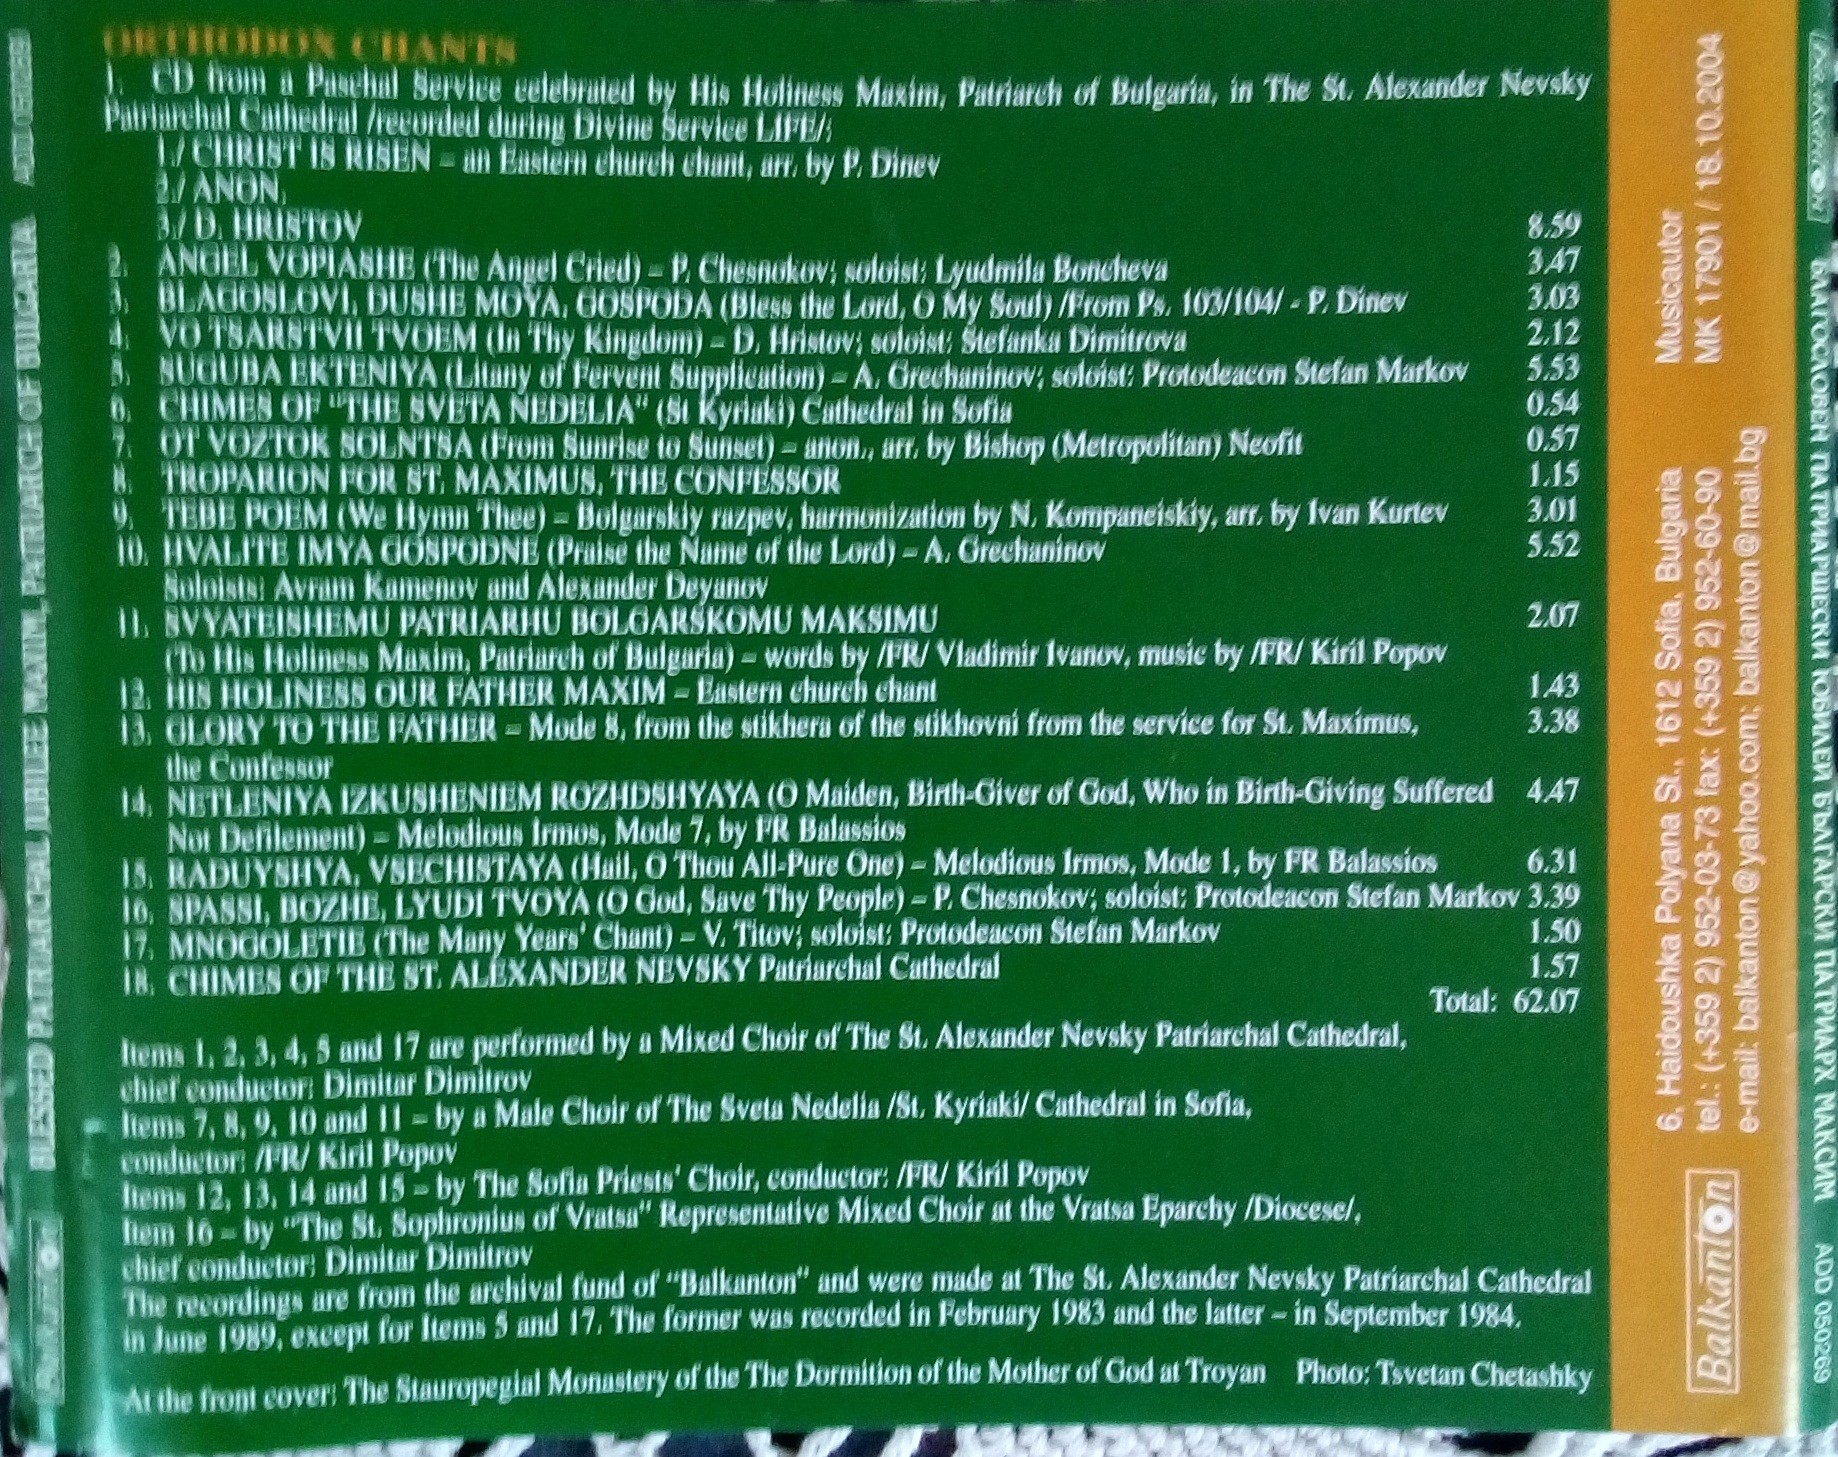 ORTHODOX CHANTS
1. CD from a Paschal Service celebrated by His Holiness Maxim, Patriarch of Bulgaria, in The St. Alexander Nevsky
Patriarchal Cathedral /recorded during Divine Service LIFE/:
1./ CHRIST IS RISEN – an Eastern church chant, arr. by P. Dinev
2./ ANON.
3./ D. HRISTOV 8.59
2. ANGEL VOPIASHE (The Angel Cried) – P. Chesnokov; soloist: Lyudmila Boncheva 3.47
3. BLAGOSLOVI, DUSHE MOYA, GOSPODA (Bless the Lord, O My Soul) /From Ps. 103/104/ - P. Dinev 3.03
4. VO TSARSTVII TVOEM (In Thy Kingdom) – D. Hristov; soloist: Stefanka Dimitrova 2.12
5. SUGUBA EKTENIYA (Litany of Fervent Supplication) – A. Grechaninov; soloist: Protodeacon Stefan Markov 5.53
6. CHIMES OF "THE SVETA NEDELIA" (St Kyriaki) Cathedral in Sofia 0.54
7. OT VOZTOK SOLNTSA (From Sunrise to Sunset) – anon., arr. by Bishop (Metropolitan) Neofit 0.57
8. TROPARION FOR ST. MAXIMUS, THE CONFESSOR 1.15
9. TEBE POEM (We Hymn Thee) – Bolgarskiy razpev, harmonization by N. Kompaneiskiy, arr. by Ivan Kurtev 3.01
10. HVALITE IMYA GOSPODNE (Praise the Name of the Lord) – A. Grechaninov 5.52
Soloists: Avram Kamenov and Alexander Deyanov
11. SVYATEISHEMU PATRIARHU BOLGARSKOMU MAKSIMU 2.07
(To His Holiness Maxim, Patriarch of Bulgaria) – words by /FR/ Vladimir Ivanov, music by /FR/ Kiril Popov
12. HIS HOLINESS OUR FATHER MAXIM – Eastern church chant 1.43
13. GLORY TO THE FATHER – Mode 8, from the stikhera of the stikhovni from the service for St. Maximus, 3.38
the Confessor
14. NETLENIYA IZKUSHENIEM ROZHDSHYAYA (O Maiden, Birth-Giver of God, Who in Birth-Giving Suffered 4.47
Not Defilement) – Melodious Irmos, Mode 7, by FR Balassios
15. RADUYSHYA, VSECHISTAYA (Hail, O Thou All-Pure One) – Melodious Irmos, Mode 1, by FR Balassios 6.31
16. SPASSI, BOZHE, LYUDI TVOYA (O God, Save Thy People) – P. Chesnokov; soloist: Protodeacon Stefan Markov 3.39
17. MNOGOLETIE (The Many Years' Chant) – V. Titov; soloist: Protodeacon Stefan Markov 1.50
18. CHIMES OF THE ST. ALEXANDER NEVSKY Patriarchal Cathedral 1.57
Total: 62.07
Items 1, 2, 3, 4, 5 and 17 are performed by a Mixed Choir of The St. Alexander Nevsky Patriarchal Cathedral,
chief conductor: Dimitar Dimitrov
Items 7, 8, 9, 10 and 11 – by a Male Choir of The Sveta Nedelia /St. Kyriaki/ Cathedral in Sofia,
conductor: /FR/ Kiril Popov
Items 12, 13, 14 and 15 – by The Sofia Priests' Choir, conductor: /FR/ Kiril Popov
Item 16 – by "The St. Sophronius of Vratsa" Representative Mixed Choir at the Vratsa Eparchy /Diocese/,
chief conductor: Dimitar Dimitrov
The recordings are from the archival fund of "Balkanton" and were made at The St. Alexander Nevsky Patriarchal Cathedral
in June 1989, except for Items 5 and 17. The former was recorded in February 1983 and the latter – in September 1984.
At the front cover: The Stauropegial Monastery of the The Dormition of the Mother of God at Troyan Photo: Tsvetan Chetashky
Balkanton
6, Haidoushka Polyana St., 1612 Sofia, Bulgaria
tel.: (+359 2) 952-03-73 fax: (+359 2) 952-60-90
e-mail: balkanton@yahoo.com; balkanton@mail.bg
Musicautor
MK 17901 / 18.10.2004
BLESSED PATRIARCHAL JUBILEE MAXIM, PATRIARCH OF BULGARIA ADD 050269
БЛАГОСЛОВЕН ПАТРИАРШЕСКИ ЮБИЛЕЙ БЪЛГАРСКИ ПАТРИАРХ МАКСИМ ADD 050269